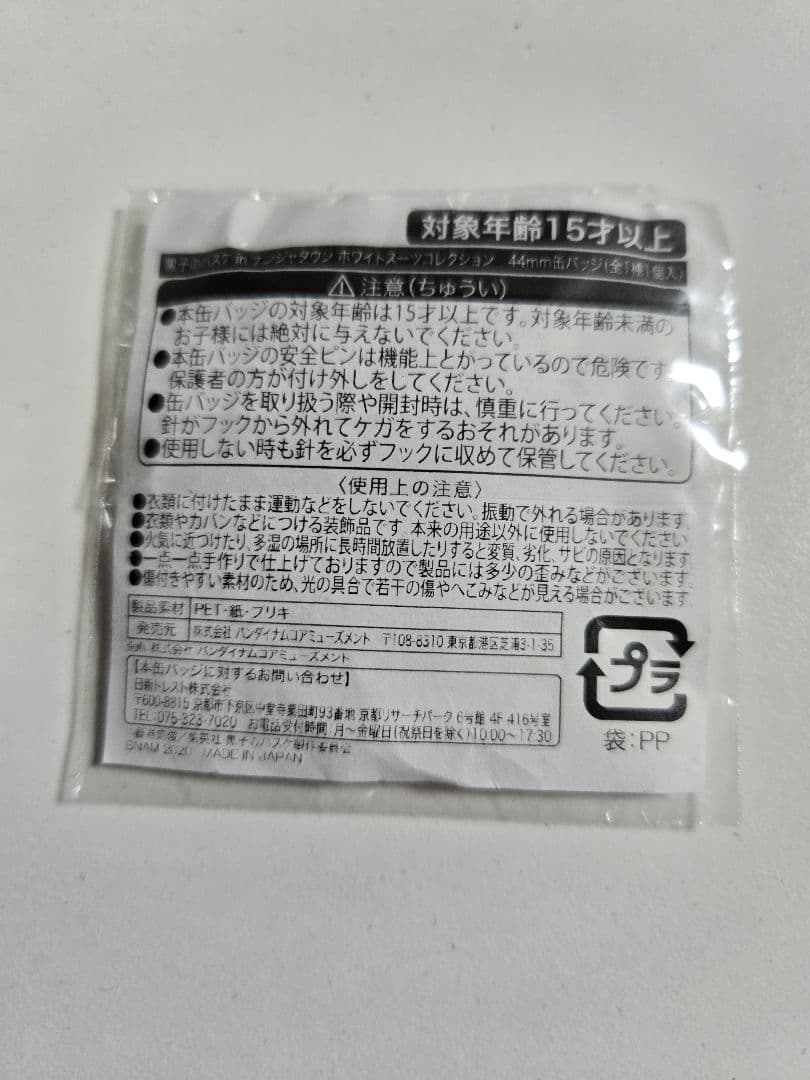 対象年齢15才以上
黒子のバスケ in ナンジャタウン ホワイトスーツコレクション 44mm缶バッジ(全1種1個入)
⚠注意(ちゅうい)
●本缶バッジの対象年齢は15才以上です。対象年齢未満の
お子様には絶対に与えないでください。
●本缶バッジの安全ピンは機能上とがっているので危険です。
保護者の方が付け外しをしてください。
●缶バッジを取り扱う際や開封時は、慎重に行ってください。
針がフックから外れてケガをするおそれがあります。
●使用しない時も針を必ずフックに収めて保管してください。
〈使用上の注意〉
●衣類に付けたまま運動などをしないでください。振動で外れる場合があります。
●衣類やカバンなどにつける装飾品です。本来の用途以外に使用しないでください
●火気に近づけたり、多湿の場所に長時間放置したりすると変質、劣化、サビの原因となります。
●一点一点手作りで仕上げておりますので製品には多少の歪みなどがございます。
●傷付きやすい素材のため、光の具合で若干の傷やへこみなどが見える場合がございます
製品素材 PET・紙・ブリキ
発売元 株式会社 バンダイナムコアミューズメント 〒108-8310 東京都港区芝浦3-1-35
株式会社 バンダイナムコアミューズメント
【本缶バッジに対するお問い合わせ】
日新トレスト株式会社
〒600-8815 京都市下京区中堂寺粟田町93番地 京都リサーチパーク 6号館 4F 416号室
TEL:075-323-7020 お電話受付時間:月〜金曜日(祝祭日を除く)10:00〜17:30
集英社 黒子のバスケ製作委員会
BNAM 2020 MADE IN JAPAN
プラ
袋:PP